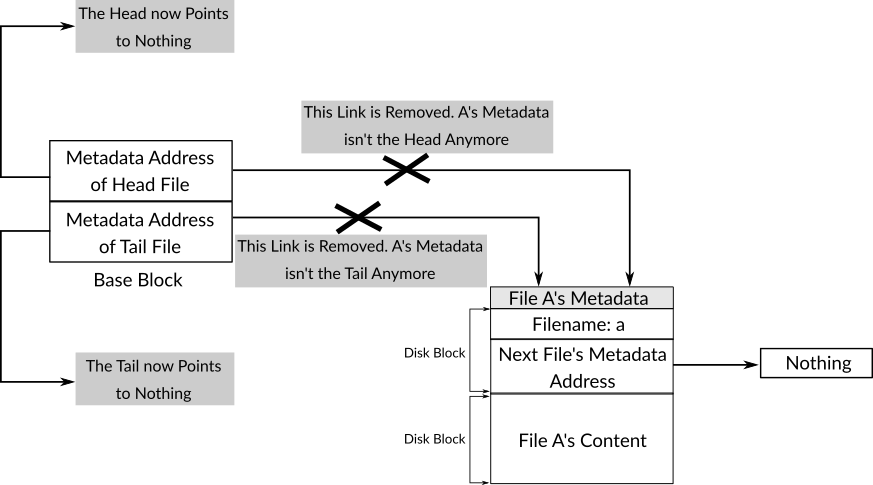 The Head now Points
to Nothing
This Link is Removed. A's Metadata
isn't the Head Anymore
Metadata Address
of Head File
Metadata Address
of Tail File
Base Block
This Link is Removed. A's Metadata
isn't the Tail Anymore
The Tail now Points
to Nothing
File A's Metadata
Filename: a
Disk Block
Next File's Metadata
Address
Nothing
Disk Block
File A's Content